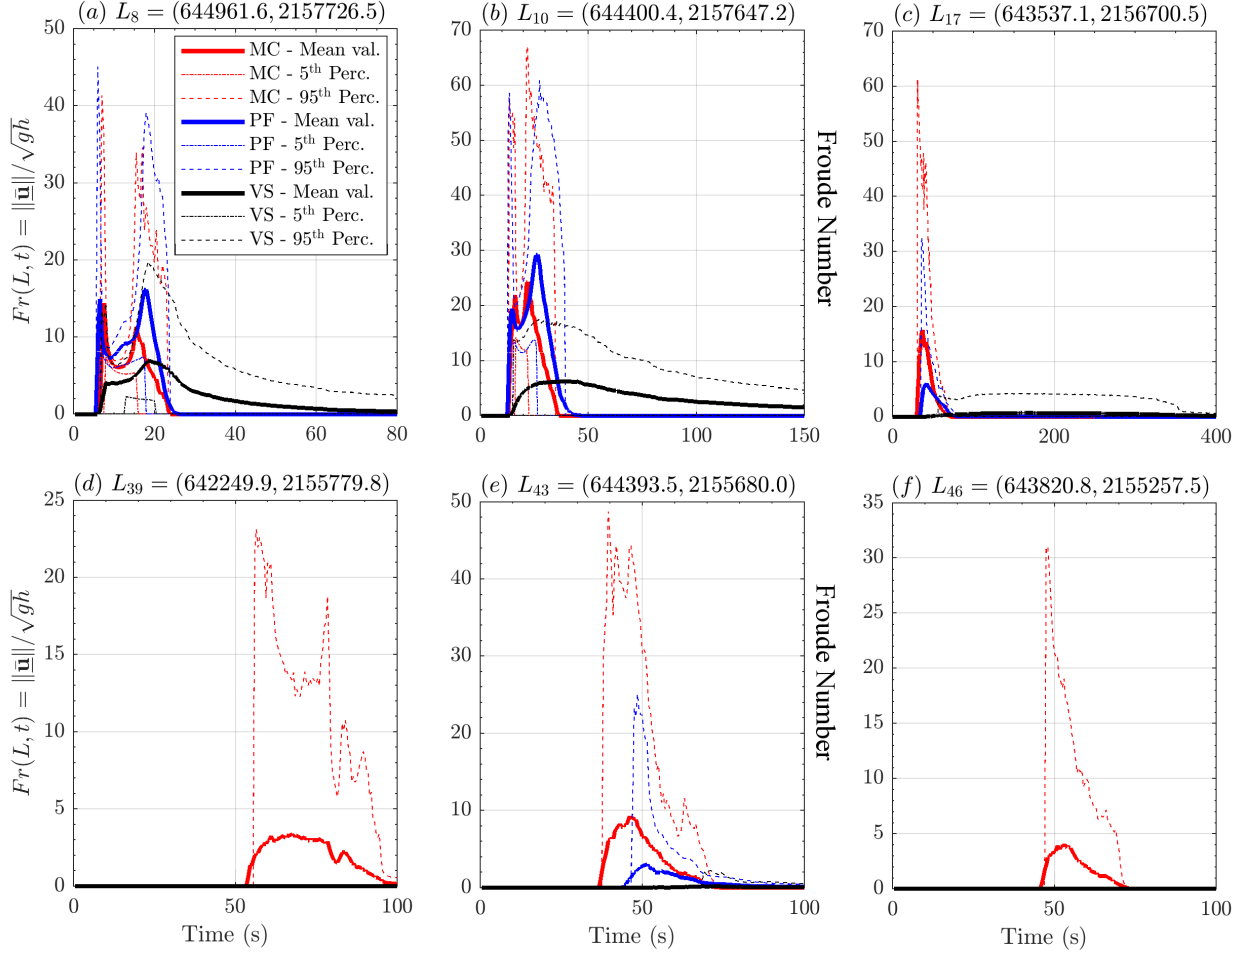 (a) L₈ = (644961.6, 2157726.5)
(b) L₁₀ = (644400.4, 2157647.2)
(c) L₁₇ = (643537.1, 2156700.5)
Fr(L, t) = ||ū||/√gh
50
40
30
20
10
0
0 20 40 60 80
MC - Mean val.
MC - 5th Perc.
MC - 95th Perc.
PF - Mean val.
PF - 5th Perc.
PF - 95th Perc.
VS - Mean val.
VS - 5th Perc.
VS - 95th Perc.
70
60
50
40
30
20
10
0
0 50 100 150
Froude Number
70
60
50
40
30
20
10
0
0 200 400
(d) L₃₉ = (642249.9, 2155779.8)
(e) L₄₃ = (644393.5, 2155680.0)
(f) L₄₆ = (643820.8, 2155257.5)
Fr(L, t) = ||ū||/√gh
25
20
15
10
5
0
0 50 100
Time (s)
50
40
30
20
10
0
0 50 100
Time (s)
Froude Number
35
30
25
20
15
10
5
0
0 50 100
Time (s)